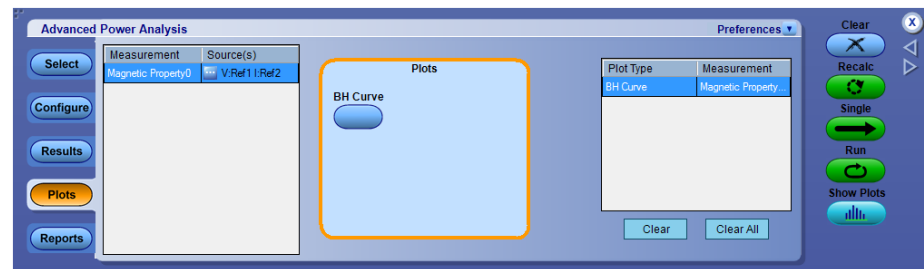 Advanced Power Analysis
Preferences
Clear
X
Select
Measurement Source(s)
Magnetic Property0 V:Ref1 I:Ref2
Plots
BH Curve
Plot Type Measurement
BH Curve Magnetic Property...
Recalc
Configure
Single
Results
Run
Plots
Show Plots
Reports
Clear
Clear All